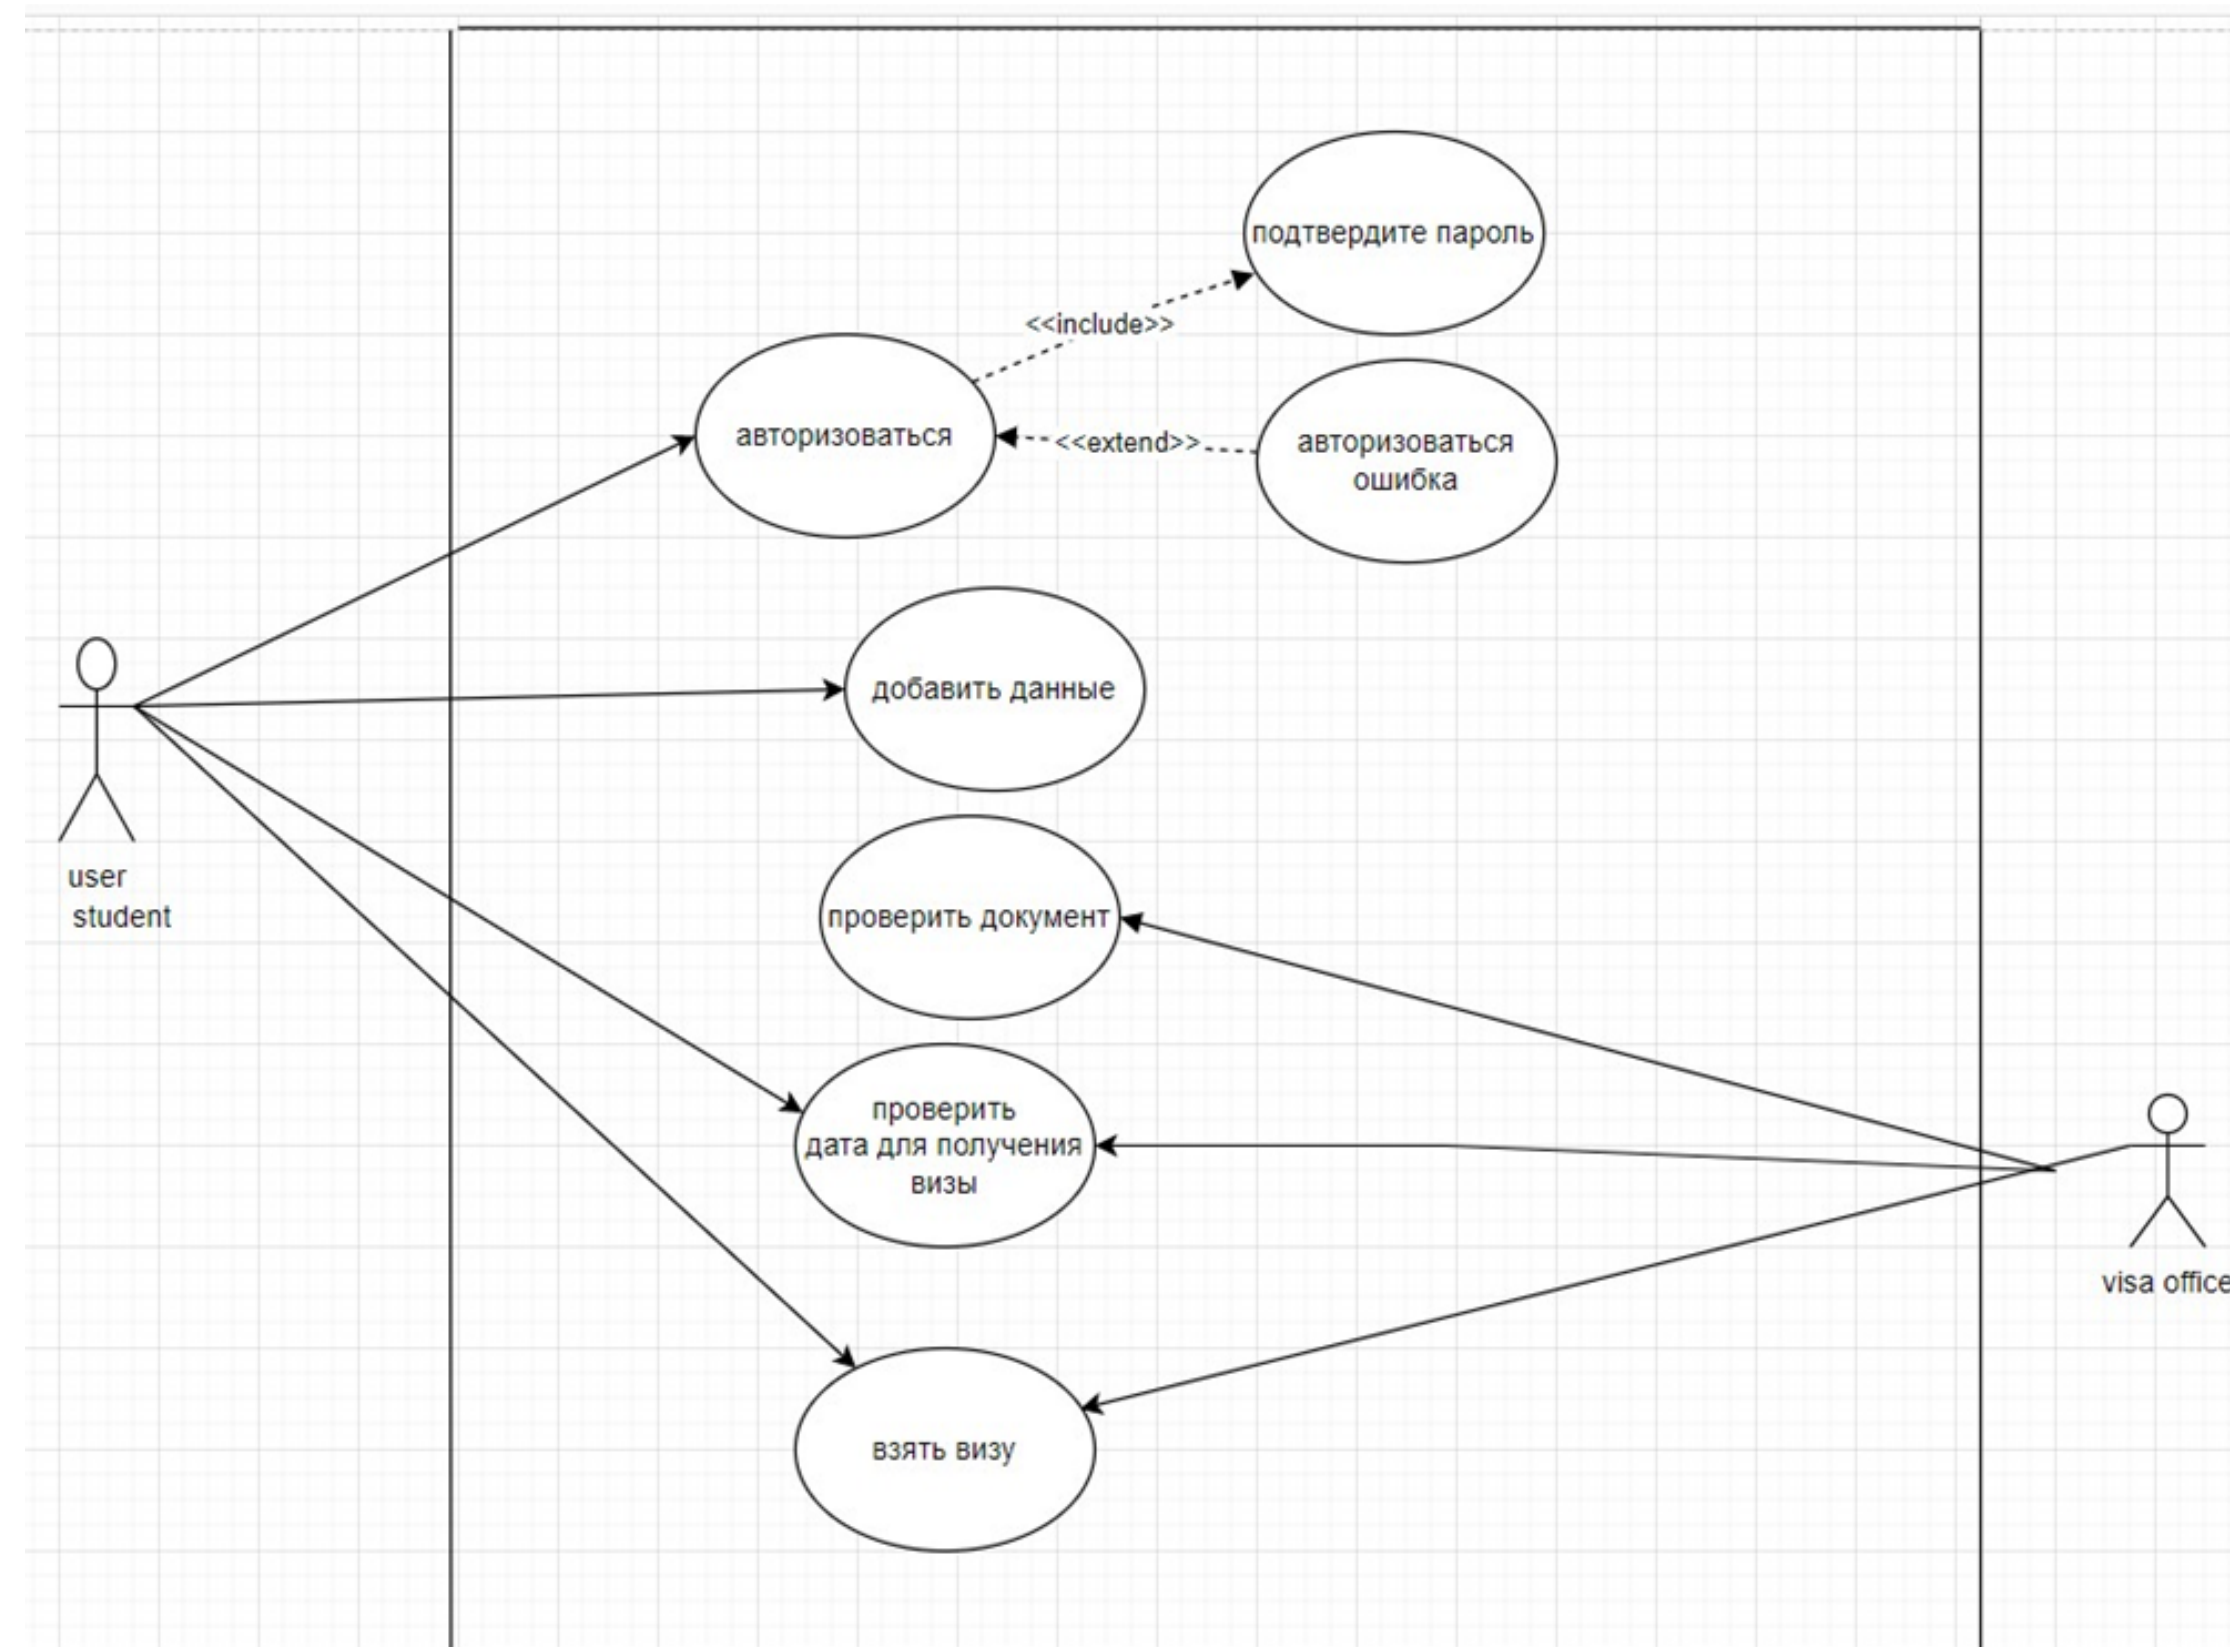 подтвердите пароль
<<include>>
авторизоваться
<<extend>>
авторизоваться
ошибка
добавить данные
user
student
проверить документ
проверить
дата для получения
визы
visa office
взять визу